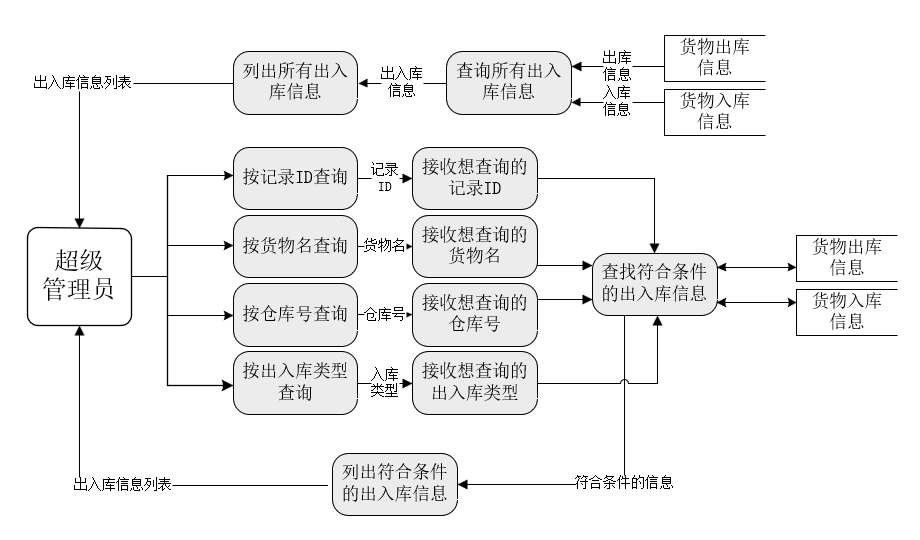 货物出库
信息
出库
信息
列出所有出入
库信息
出入库
信息
查询所有出入
库信息
出入库信息列表
入库
信息
货物入库
信息
按记录ID查询
记录
ID
接收想查询的
记录ID
超级
管理员
按货物名查询
货物名
接收想查询的
货物名
查找符合条件
的出入库信息
货物出库
信息
货物入库
信息
按仓库号查询
仓库号
接收想查询的
仓库号
按出入库类型
查询
入库
类型
接收想查询的
出入库类型
出入库信息列表
列出符合条件
的出入库信息
符合条件的信息